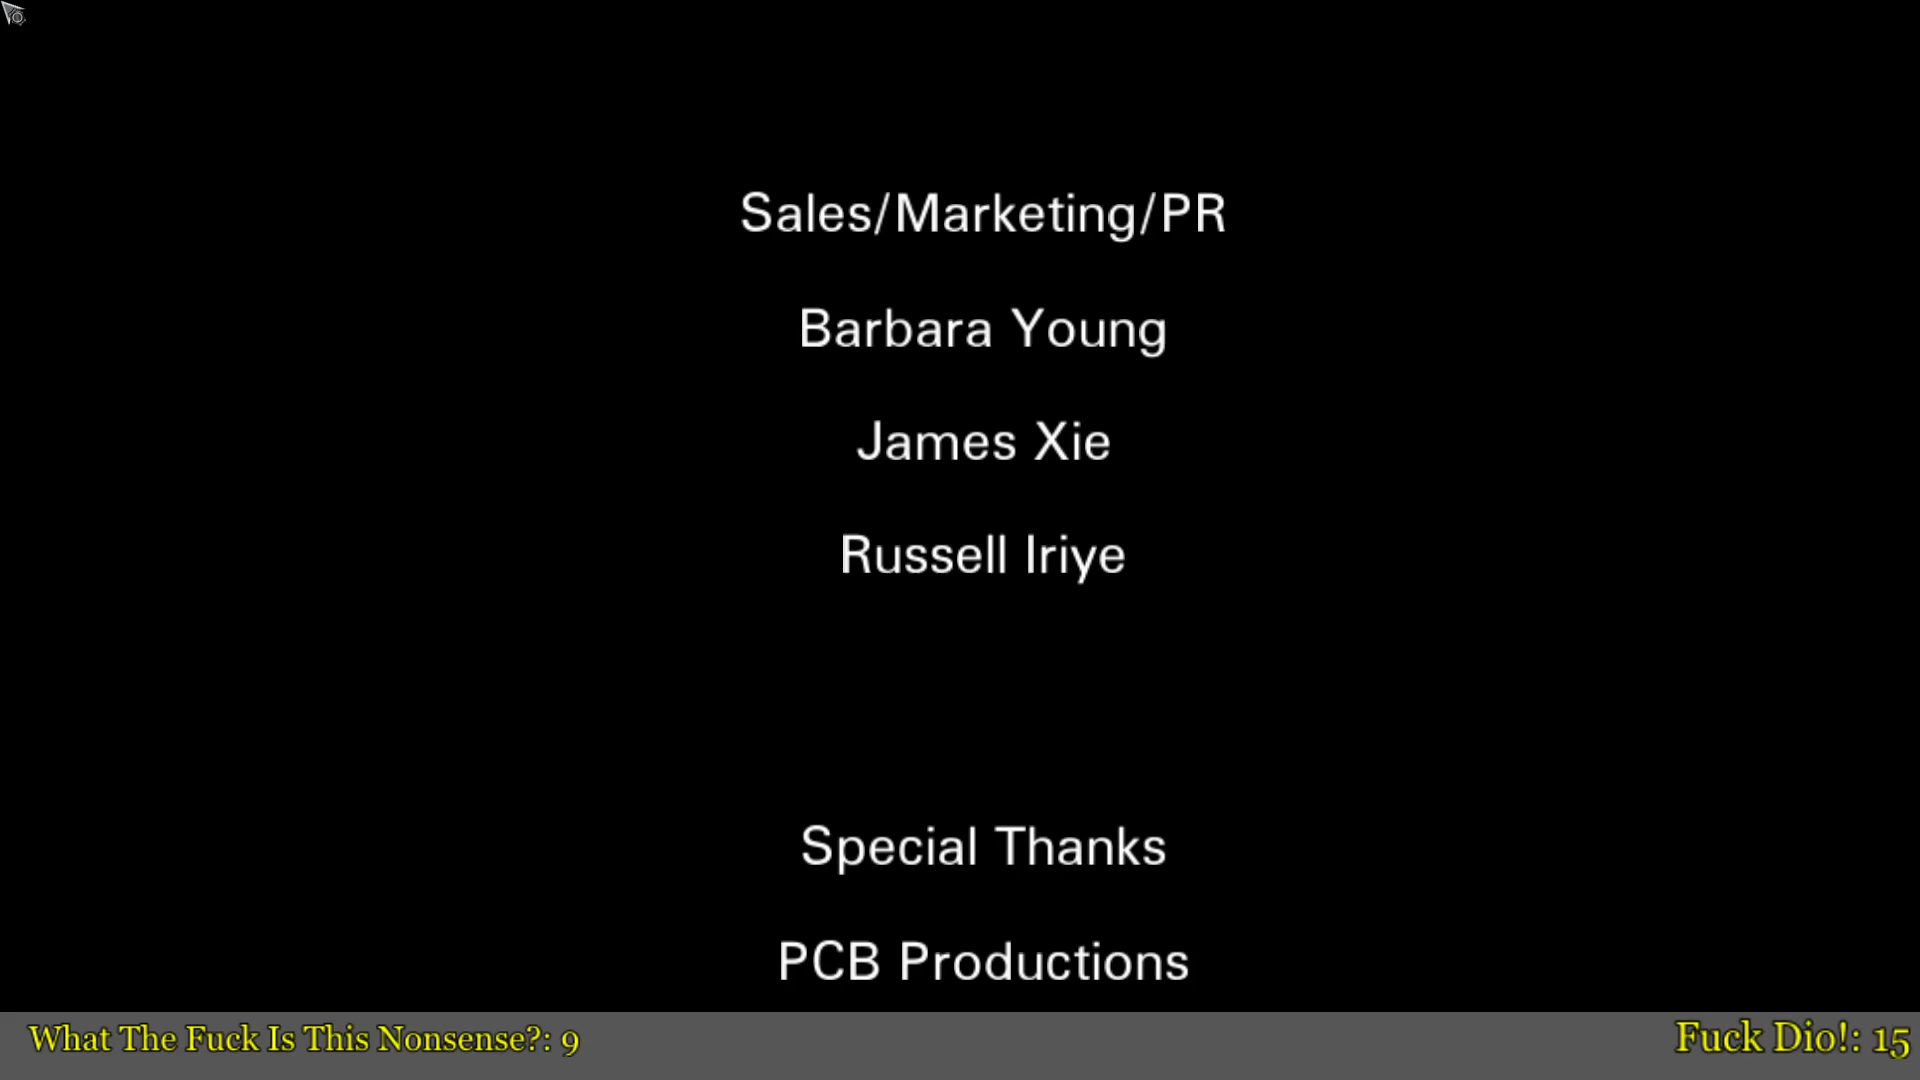 Sales/Marketing/PR
Barbara Young
James Xie
Russell Iriye
Special Thanks
PCB Productions
What The Fuck Is This Nonsense?: 9
Fuck Dio!: 15